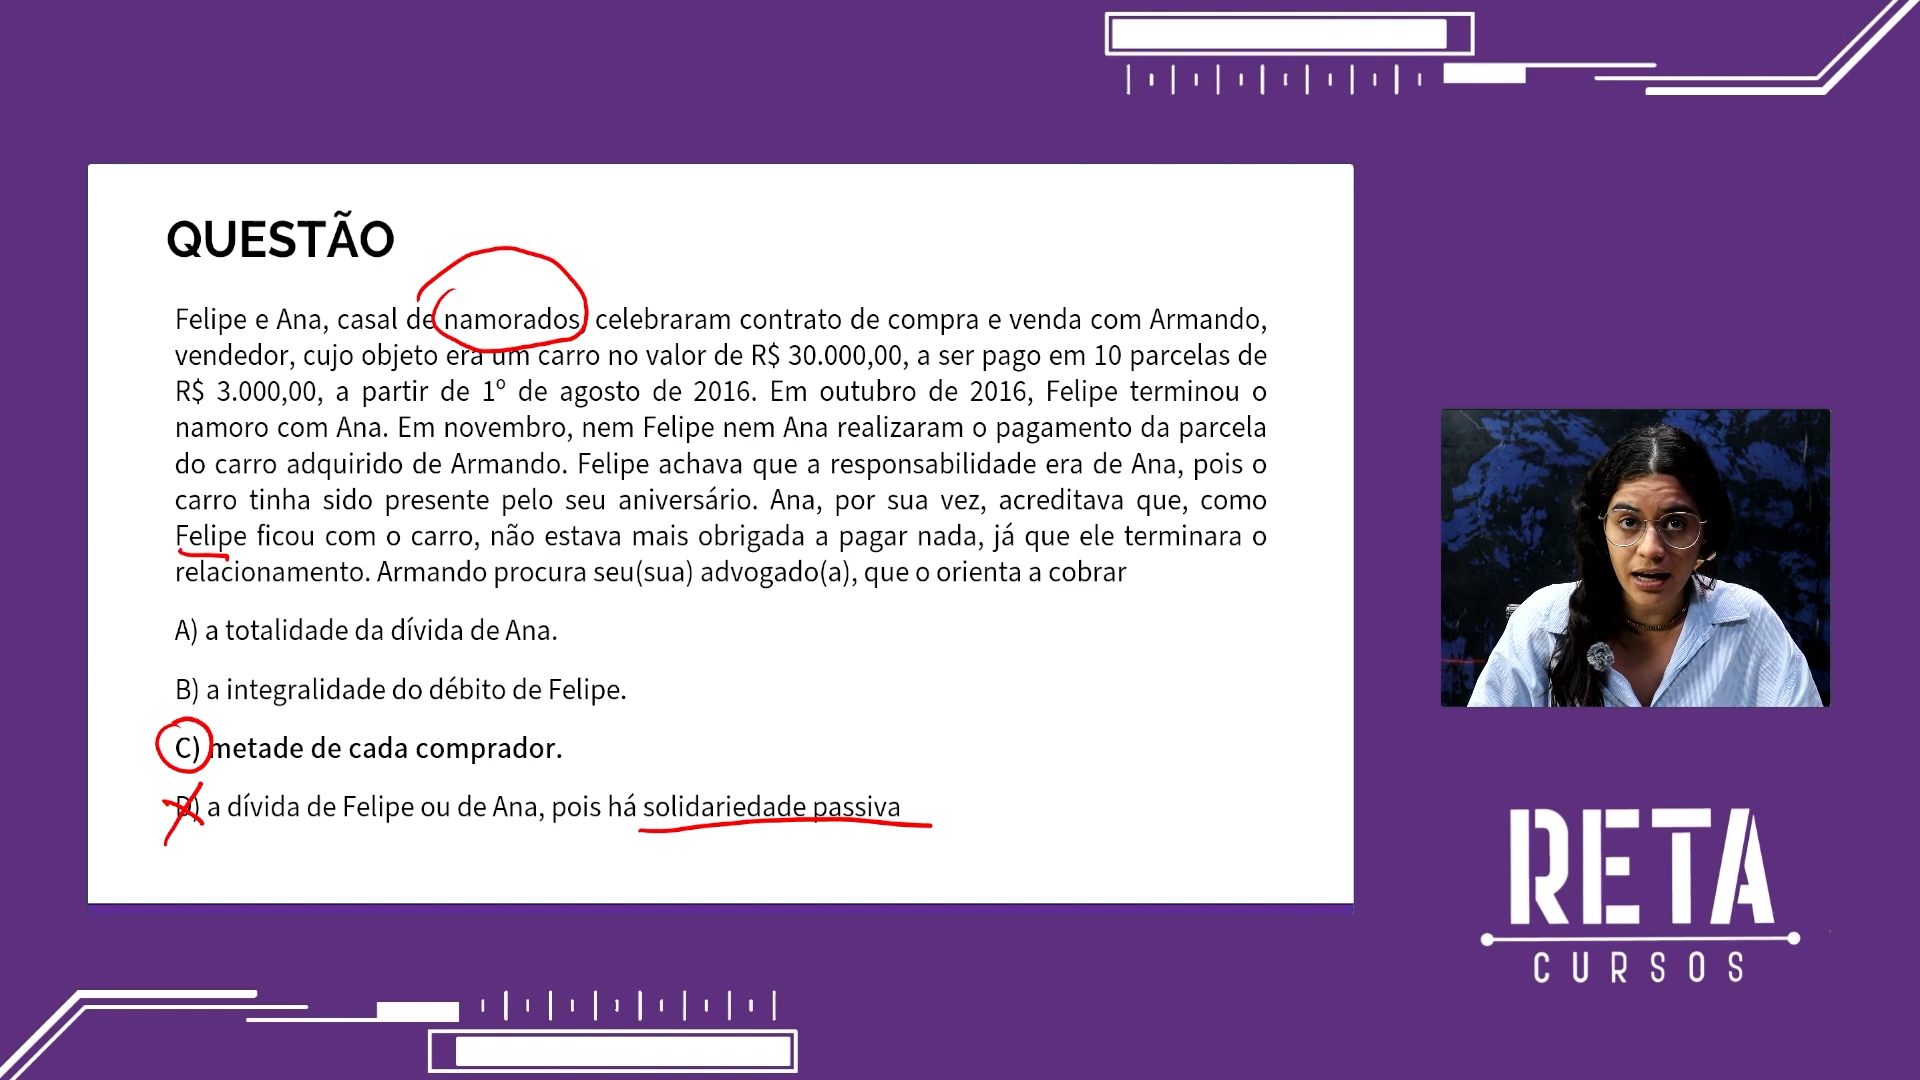 QUESTÃO
Felipe e Ana, casal de namorados, celebraram contrato de compra e venda com Armando,
vendedor, cujo objeto era um carro no valor de R$ 30.000,00, a ser pago em 10 parcelas de
R$ 3.000,00, a partir de 1º de agosto de 2016. Em outubro de 2016, Felipe terminou o
namoro com Ana. Em novembro, nem Felipe nem Ana realizaram o pagamento da parcela
do carro adquirido de Armando. Felipe achava que a responsabilidade era de Ana, pois o
carro tinha sido presente pelo seu aniversário. Ana, por sua vez, acreditava que, como
Felipe ficou com o carro, não estava mais obrigada a pagar nada, já que ele terminara o
relacionamento. Armando procura seu(sua) advogado(a), que o orienta a cobrar
A) a totalidade da dívida de Ana.
B) a integralidade do débito de Felipe.
C) metade de cada comprador.
D) a dívida de Felipe ou de Ana, pois há solidariedade passiva
RETA
CURSOS